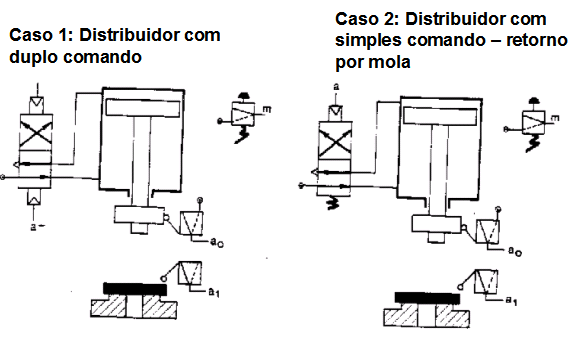 Caso 1: Distribuidor com
duplo comando
Caso 2: Distribuidor com
simples comando – retorno
por mola
m
a−
a0
a1
a
m
a0
a1